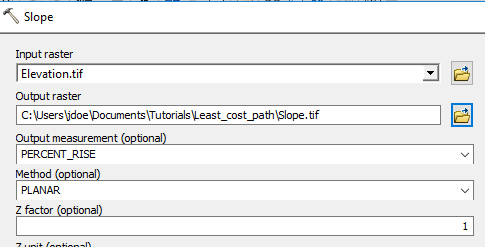 Slope
Input raster
Elevation.tif
Output raster
C:\Users\jdoe\Documents\Tutorials\Least_cost_path\Slope.tif
Output measurement (optional)
PERCENT_RISE
Method (optional)
PLANAR
Z factor (optional)
1
Z unit (optional)